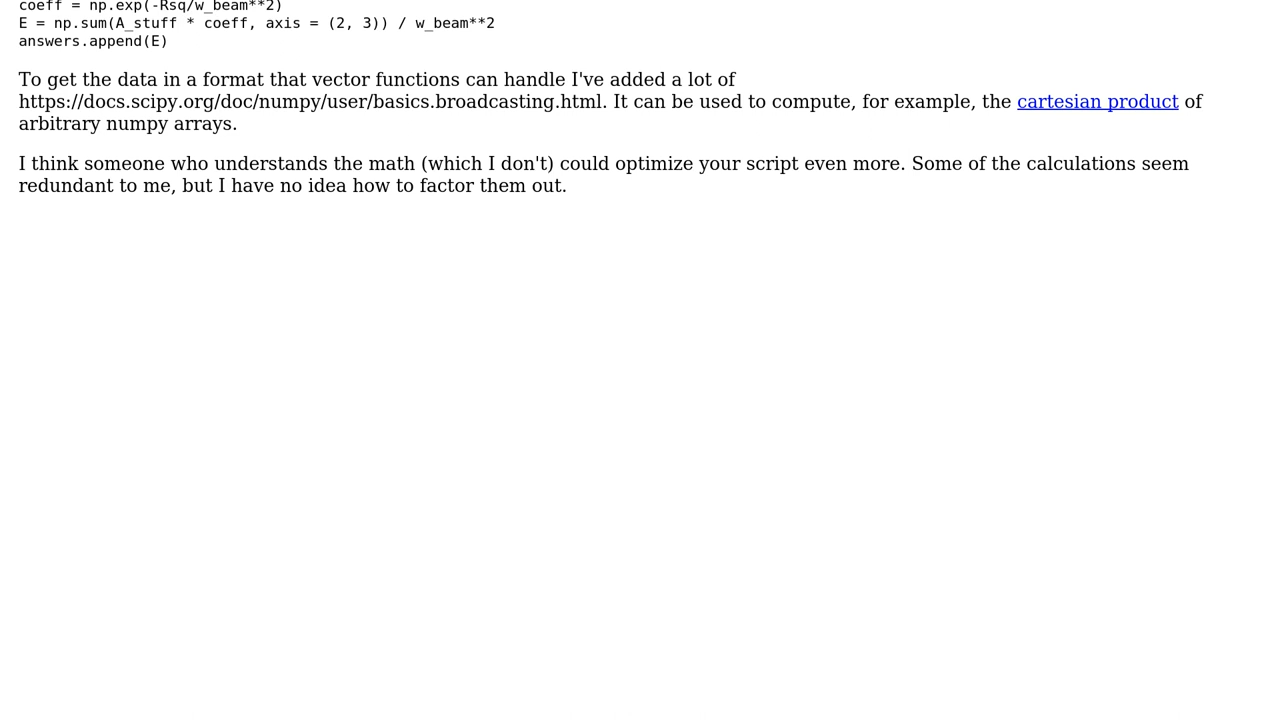 coeff = np.exp(-Rsq/w_beam**2)
E = np.sum(A_stuff * coeff, axis = (2, 3)) / w_beam**2
answers.append(E)
To get the data in a format that vector functions can handle I've added a lot of
https://docs.scipy.org/doc/numpy/user/basics.broadcasting.html. It can be used to compute, for example, the cartesian product of
arbitrary numpy arrays.
I think someone who understands the math (which I don't) could optimize your script even more. Some of the calculations seem
redundant to me, but I have no idea how to factor them out.